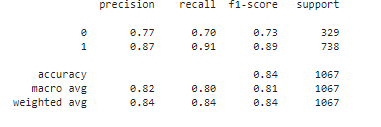 precision recall f1-score support
0 0.77 0.70 0.73 329
1 0.87 0.91 0.89 738
accuracy 0.84 1067
macro avg 0.82 0.80 0.81 1067
weighted avg 0.84 0.84 0.84 1067